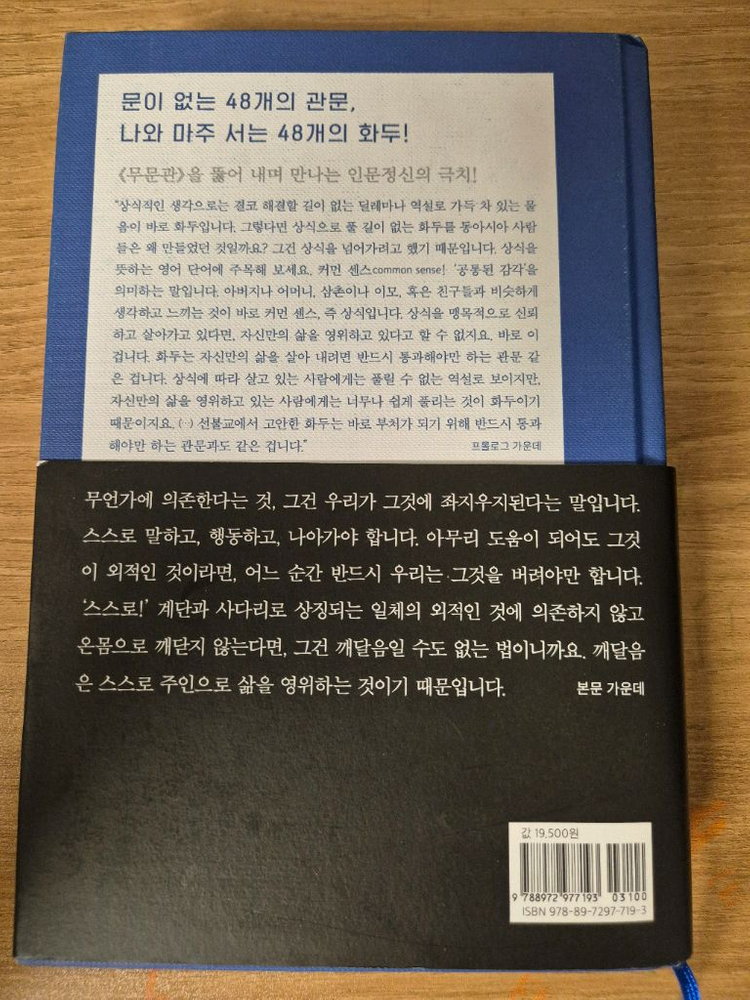 문이 없는 48개의 관문,
나와 마주 서는 48개의 화두!
《무문관》을 뚫어 내며 만나는 인문정신의 극치!
“상식적인 생각으로는 결코 해결할 길이 없는 딜레마나 역설로 가득 차 있는 물
음이 바로 화두입니다. 그렇다면 상식으로 풀 길이 없는 화두를 동아시아 사람
들은 왜 만들었던 것일까요? 그건 상식을 넘어가려고 했기 때문입니다. 상식을
뜻하는 영어 단어에 주목해 보세요. 커먼 센스common sense! ‘공통된 감각’을
의미하는 말입니다. 아버지나 어머니, 삼촌이나 이모, 혹은 친구들과 비슷하게
생각하고 느끼는 것이 바로 커먼 센스, 즉 상식입니다. 상식을 맹목적으로 신뢰
하고 살아가고 있다면, 자신만의 삶을 영위하고 있다고 할 수 없지요. 바로 이
겁니다. 화두는 자신만의 삶을 살아 내려면 반드시 통과해야만 하는 관문 같
은 겁니다. 상식에 따라 살고 있는 사람에게는 풀릴 수 없는 역설로 보이지만,
자신만의 삶을 영위하고 있는 사람에게는 너무나 쉽게 풀리는 것이 화두이기
때문이지요. (…) 선불교에서 고안한 화두는 바로 부처가 되기 위해 반드시 통과
해야만 하는 관문과도 같은 겁니다.” 프롤로그 가운데
무언가에 의존한다는 것, 그건 우리가 그것에 좌지우지된다는 말입니다.
스스로 말하고, 행동하고, 나아가야 합니다. 아무리 도움이 되어도 그것
이 외적인 것이라면, 어느 순간 반드시 우리는 그것을 버려야만 합니다.
‘스스로!’ 계단과 사다리로 상징되는 일체의 외적인 것에 의존하지 않고
온몸으로 깨닫지 않는다면, 그건 깨달음일 수도 없는 법이니까요. 깨달음
은 스스로 주인으로 삶을 영위하는 것이기 때문입니다. 본문 가운데
값 19,500원
9 788972 977193 03100
ISBN 978-89-7297-719-3